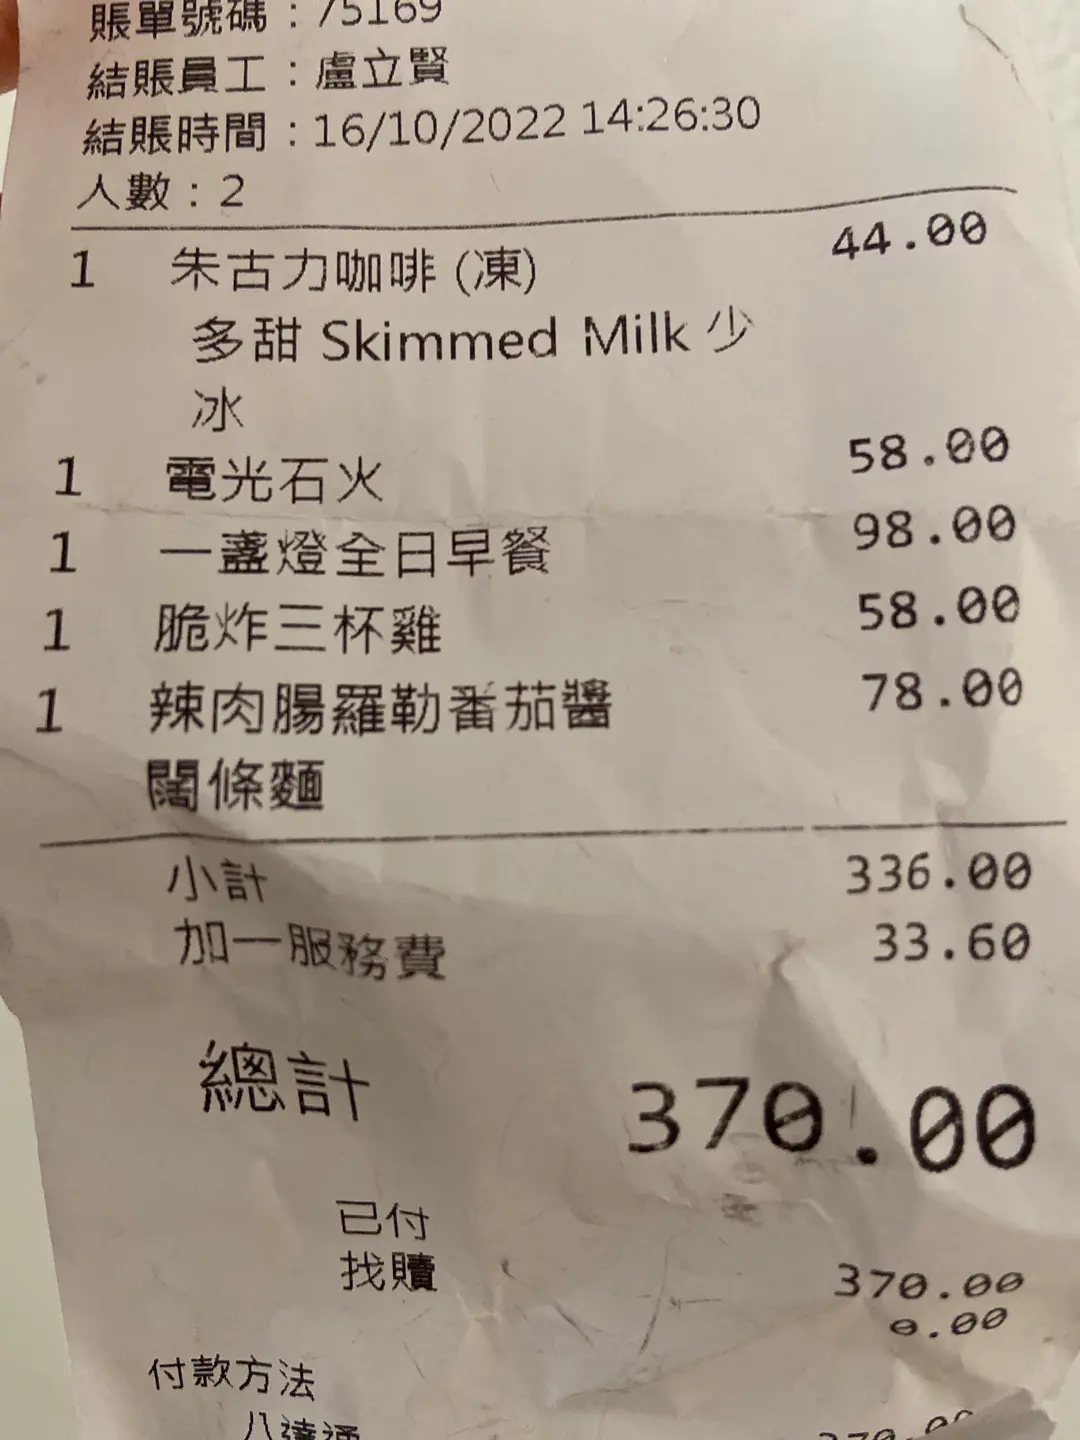 賬單號碼：75169
結賬員工：盧立賢
結賬時間：16/10/2022 14:26:30
人數：2
1 朱古力咖啡 (凍) 44.00
多甜 Skimmed Milk 少
冰
1 電光石火 58.00
1 一盞燈全日早餐 98.00
1 脆炸三杯雞 58.00
1 辣肉腸羅勒番茄醬 78.00
闊條麵
小計 336.00
加一服務費 33.60
總計 370.00
已付 370.00
找贖 0.00
付款方法
八達通 370.00